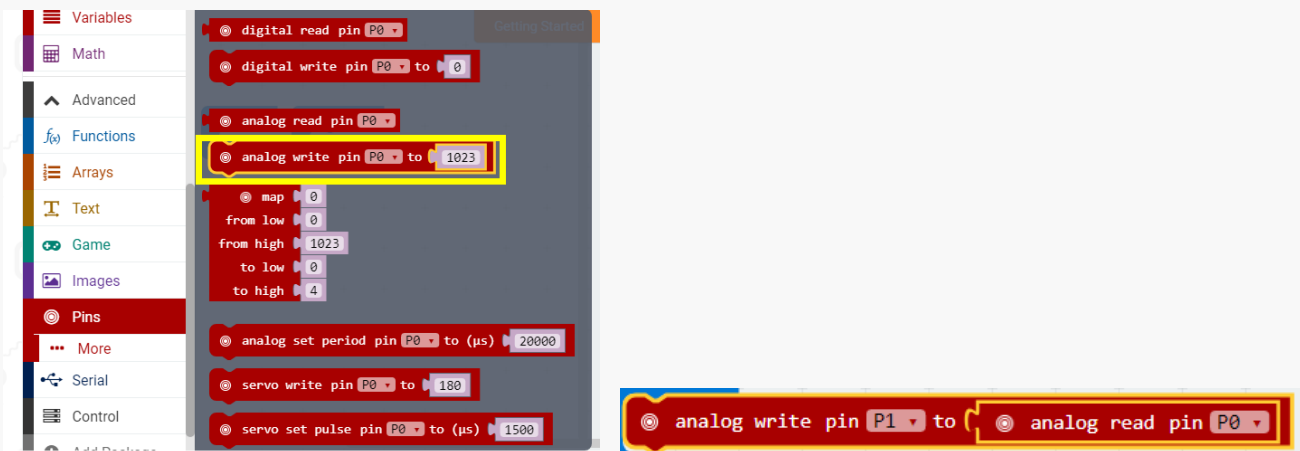 Variables
Math
Advanced
Functions
Arrays
Text
Game
Images
Pins
More
Serial
Control
Add Package
Getting Started
digital read pin P0
digital write pin P0 to 0
analog read pin P0
analog write pin P0 to 1023
map 0
from low 0
from high 1023
to low 0
to high 4
analog set period pin P0 to (µs) 20000
servo write pin P0 to 180
servo set pulse pin P0 to (µs) 1500
analog write pin P1 to analog read pin P0